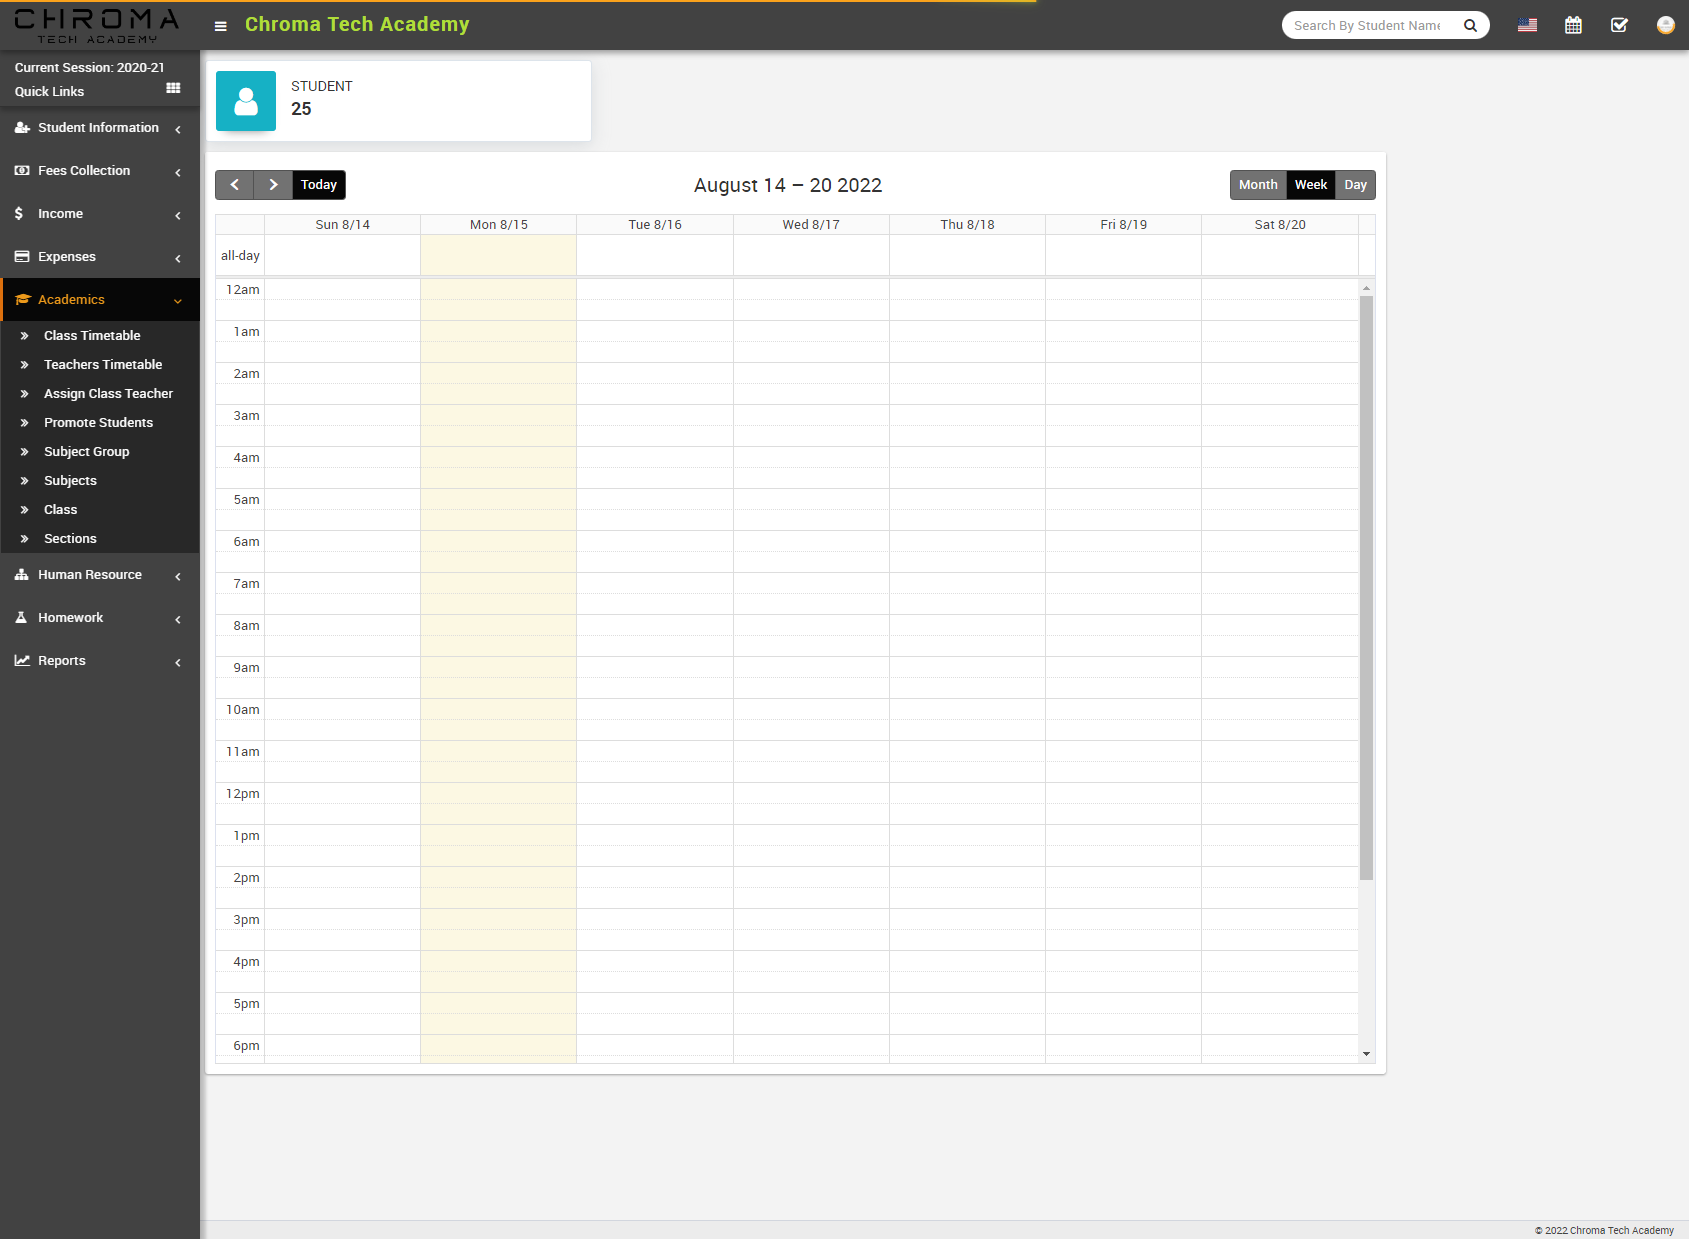 CHROMA
TECH ACADEMY
Chroma Tech Academy
Search By Student Name
Current Session: 2020-21
Quick Links
Student Information
Fees Collection
Income
Expenses
Academics
Class Timetable
Teachers Timetable
Assign Class Teacher
Promote Students
Subject Group
Subjects
Class
Sections
Human Resource
Homework
Reports
STUDENT
25
Today
August 14 – 20 2022
Month Week Day
Sun 8/14 Mon 8/15 Tue 8/16 Wed 8/17 Thu 8/18 Fri 8/19 Sat 8/20
all-day
12am
1am
2am
3am
4am
5am
6am
7am
8am
9am
10am
11am
12pm
1pm
2pm
3pm
4pm
5pm
6pm
© 2022 Chroma Tech Academy